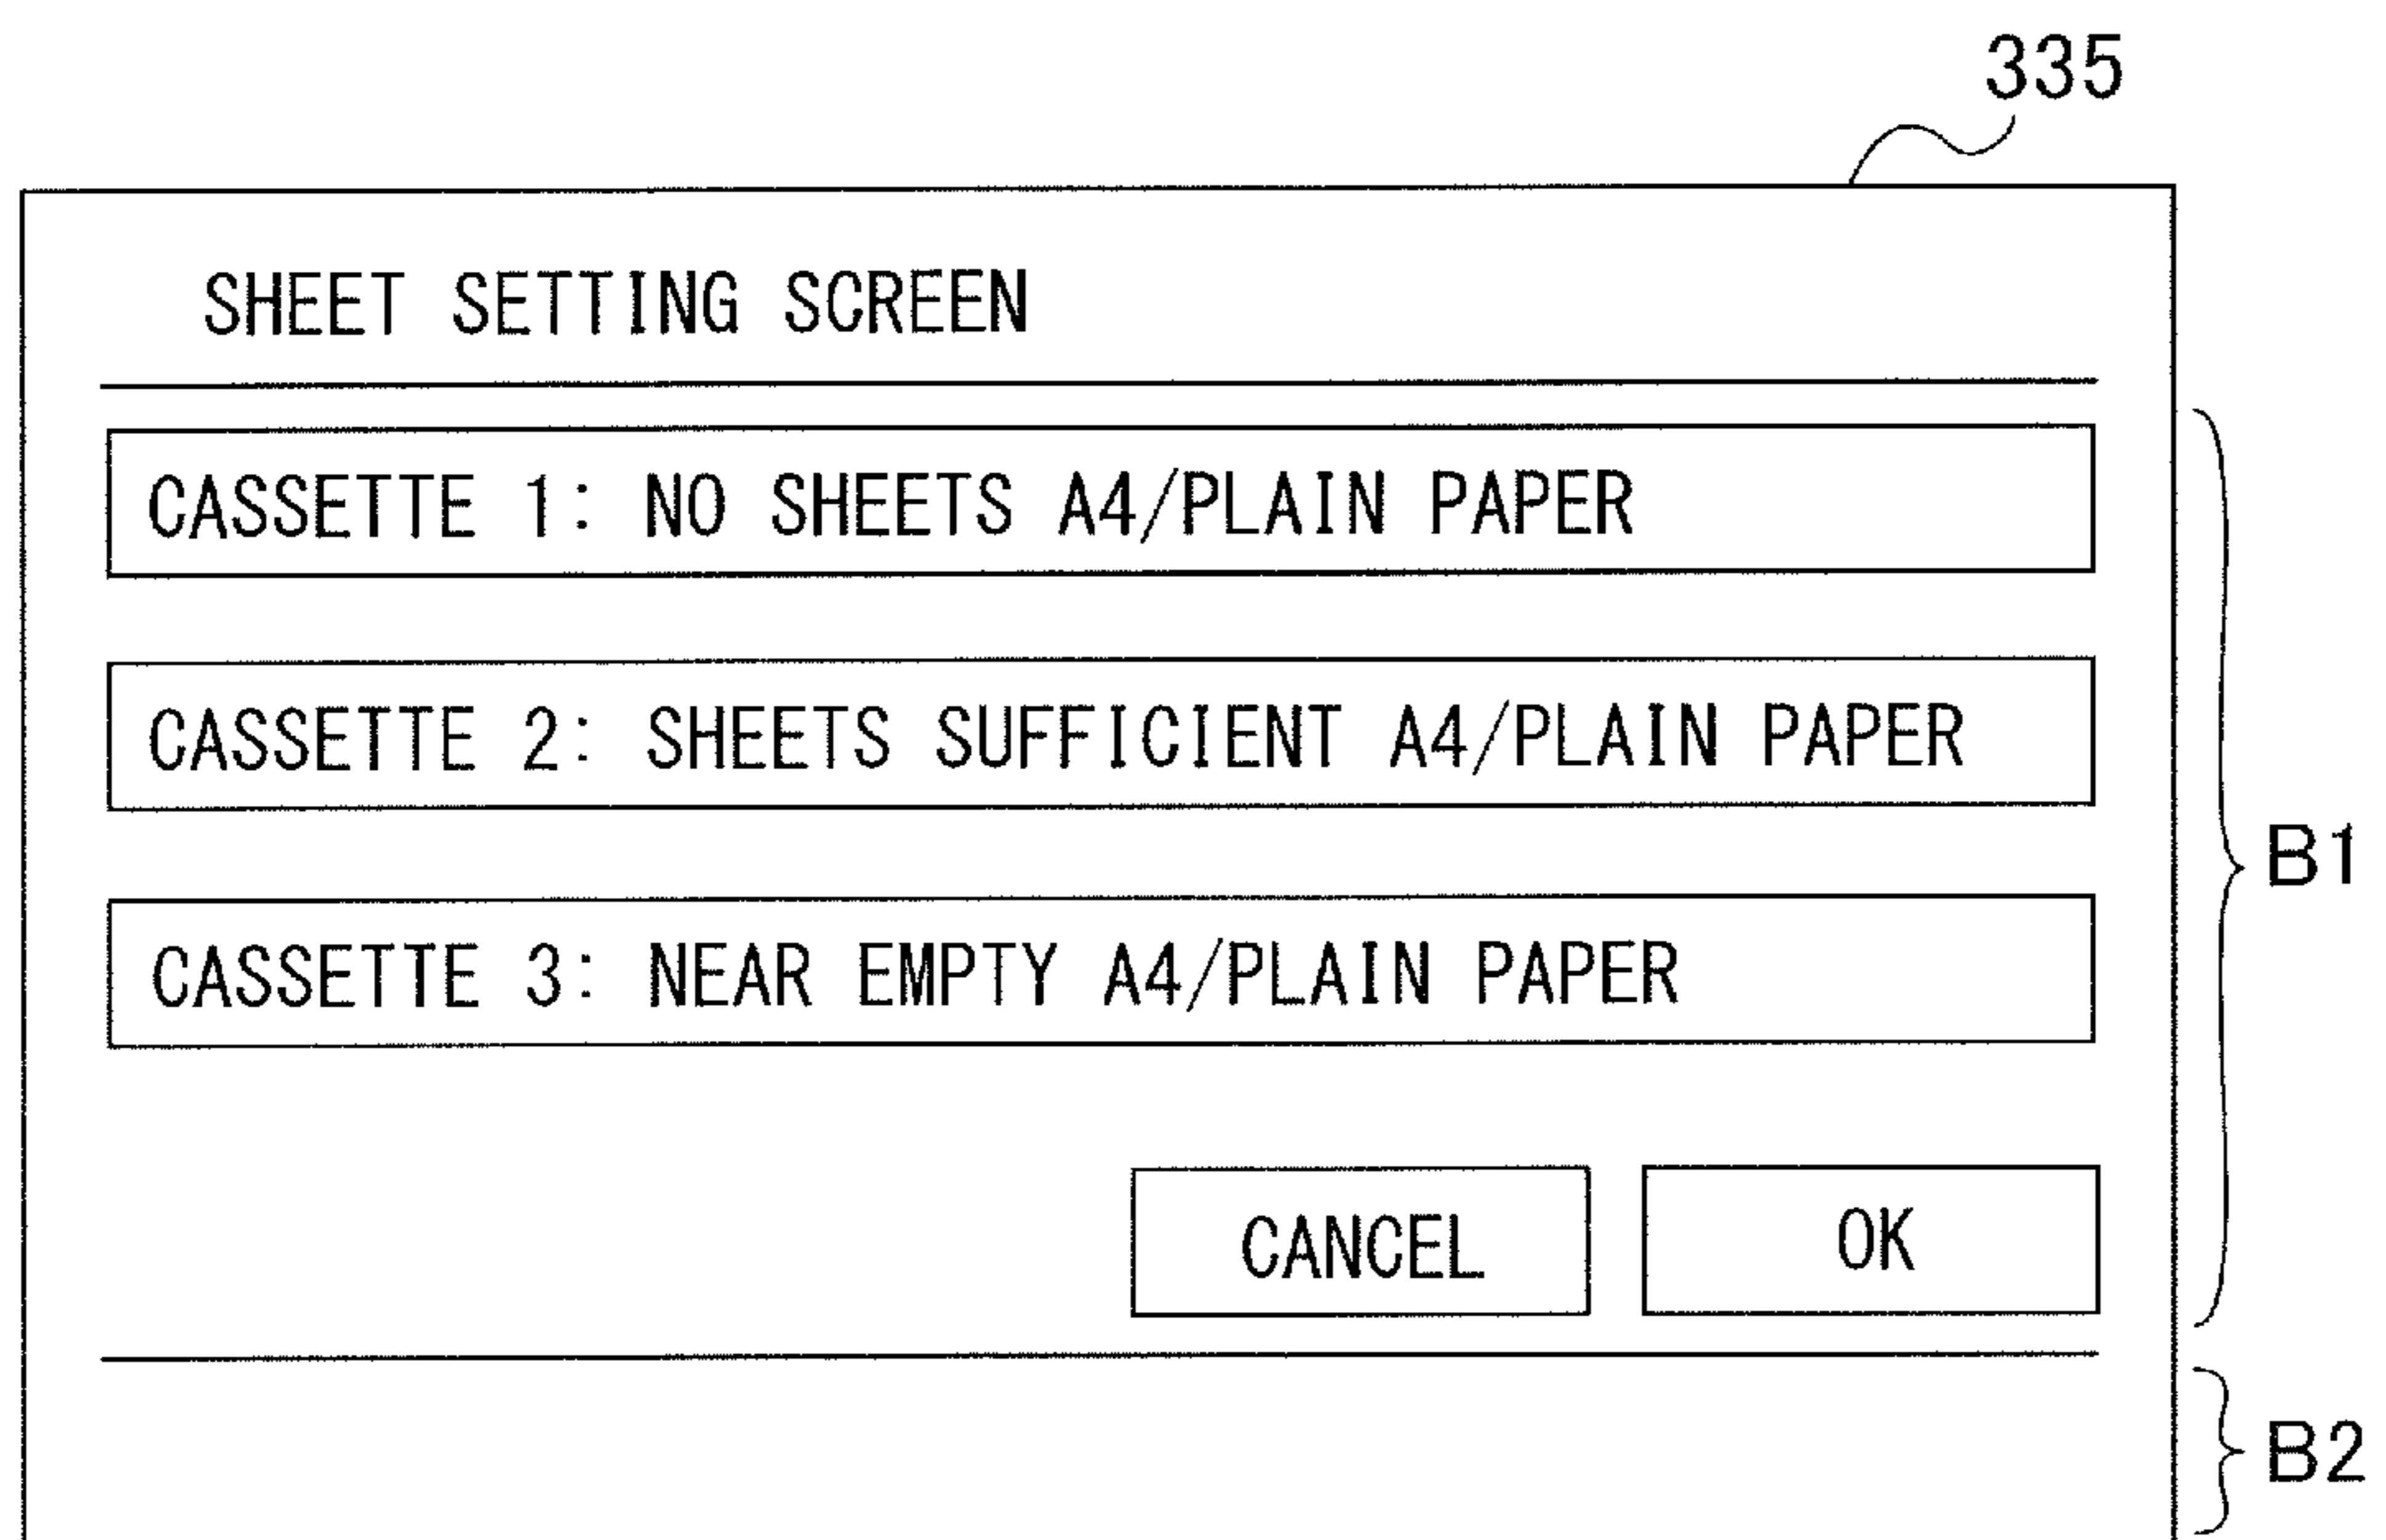 335
SHEET SETTING SCREEN
CASSETTE 1: NO SHEETS A4/PLAIN PAPER
CASSETTE 2: SHEETS SUFFICIENT A4/PLAIN PAPER
B1
CASSETTE 3: NEAR EMPTY A4/PLAIN PAPER
CANCEL
OK
B2